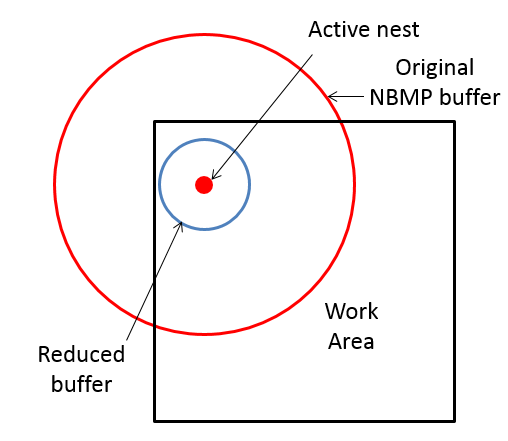 Active nest
Original
NBMP buffer
Work
Area
Reduced
buffer